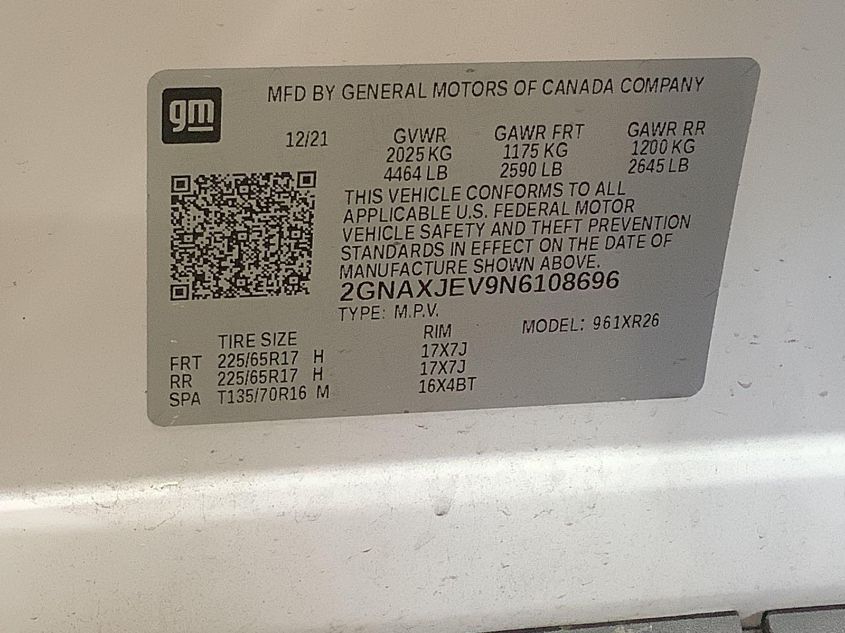 gm
MFD BY GENERAL MOTORS OF CANADA COMPANY
12/21 GVWR GAWR FRT GAWR RR
2025 KG 1175 KG 1200 KG
4464 LB 2590 LB 2645 LB
THIS VEHICLE CONFORMS TO ALL
APPLICABLE U.S. FEDERAL MOTOR
VEHICLE SAFETY AND THEFT PREVENTION
STANDARDS IN EFFECT ON THE DATE OF
MANUFACTURE SHOWN ABOVE.
2GNAXJEV9N6108696
TYPE: M.P.V. MODEL: 961XR26
TIRE SIZE RIM
FRT 225/65R17 H 17X7J
RR 225/65R17 H 17X7J
SPA T135/70R16 M 16X4BT